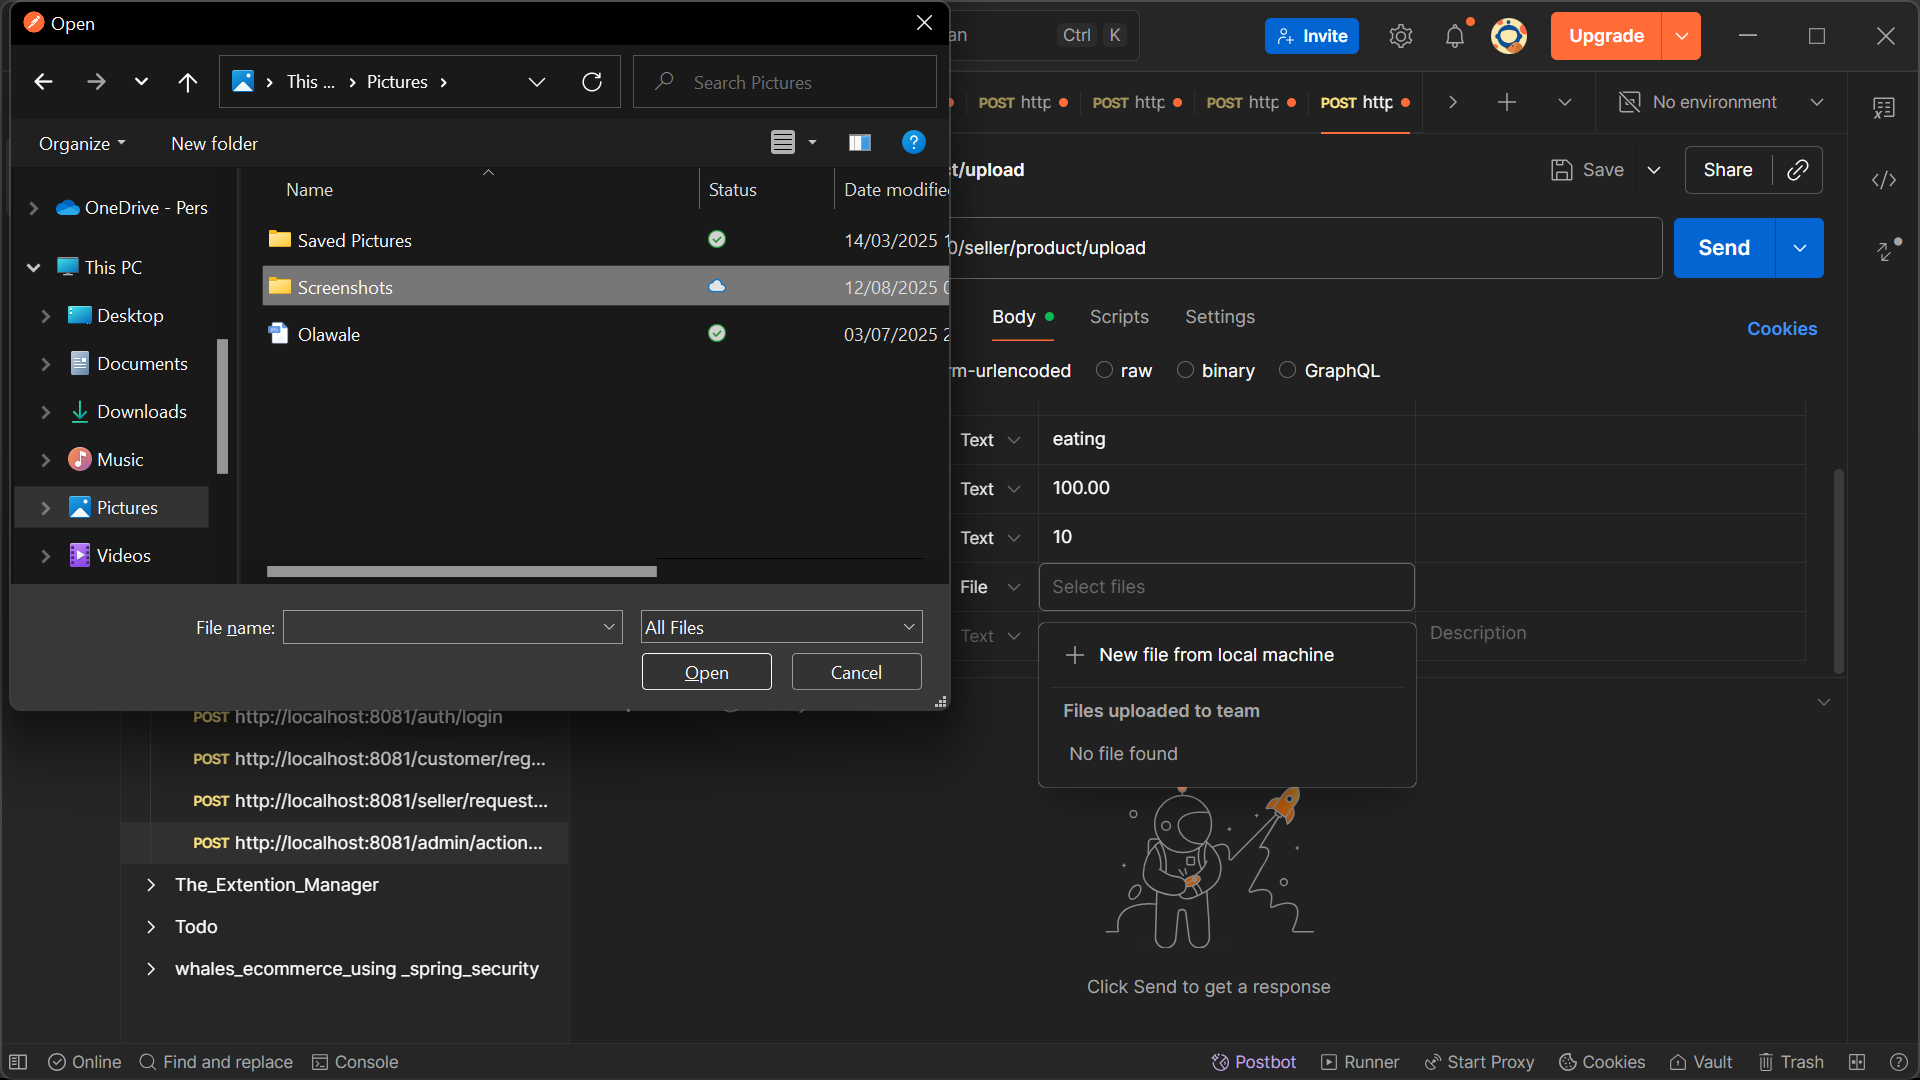 Open
an
Ctrl K
Invite
Upgrade
This ...
Pictures
Search Pictures
POST http
POST http
POST http
POST http
No environment
Organize
New folder
t/upload
Save
Share
Name
Status
Date modifie
OneDrive - Pers
This PC
Desktop
Documents
Downloads
Music
Pictures
Videos
Saved Pictures
14/03/2025 1
Screenshots
12/08/2025 0
Olawale
03/07/2025 2
0/seller/product/upload
Send
Body
Scripts
Settings
Cookies
m-urlencoded
raw
binary
GraphQL
Text
eating
Text
100.00
Text
10
File
Select files
Text
Description
File name:
All Files
Open
Cancel
New file from local machine
Files uploaded to team
No file found
POST http://localhost:8081/auth/login
POST http://localhost:8081/customer/reg...
POST http://localhost:8081/seller/request...
POST http://localhost:8081/admin/action...
The_Extention_Manager
Todo
whales_ecommerce_using _spring_security
Click Send to get a response
Online
Find and replace
Console
Postbot
Runner
Start Proxy
Cookies
Vault
Trash